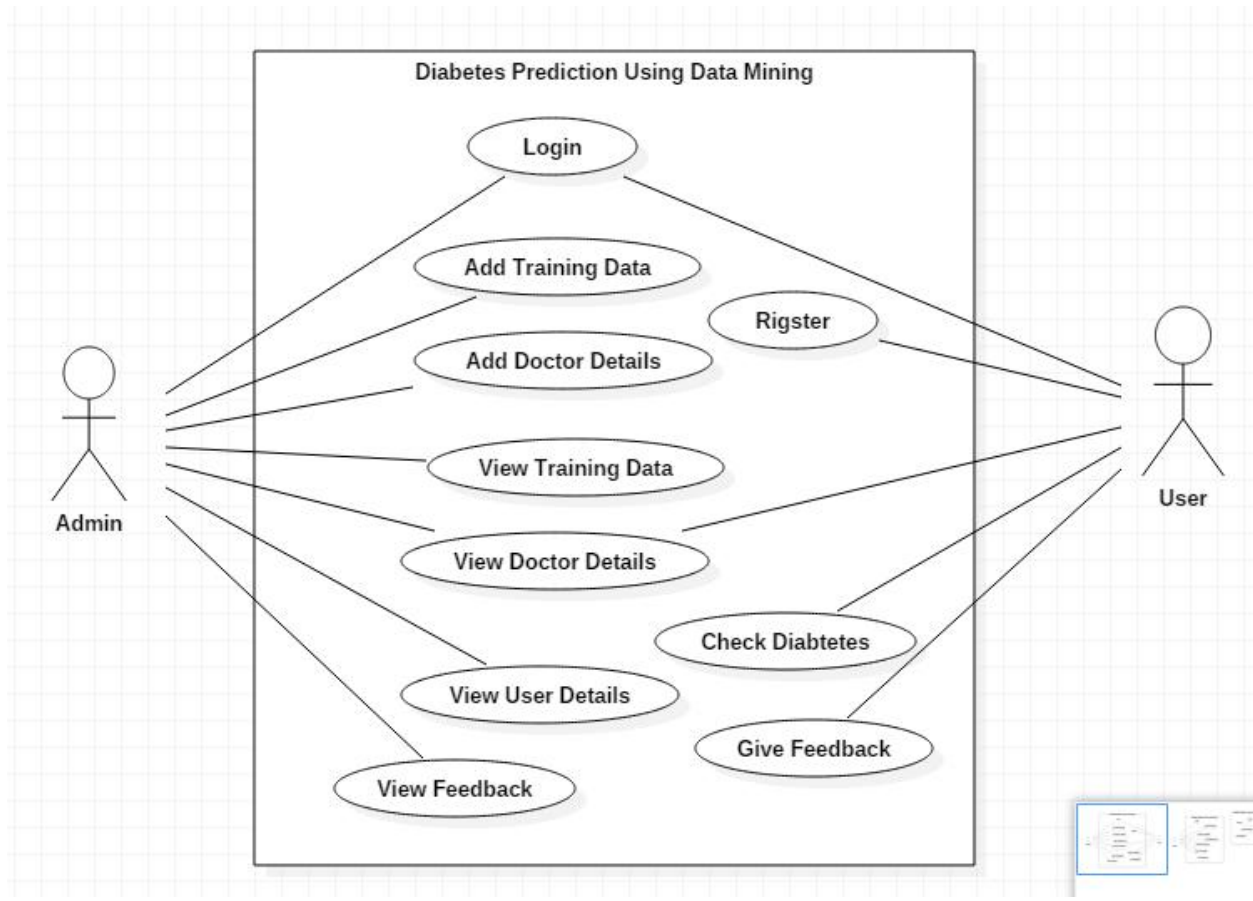 Diabetes Prediction Using Data Mining
Login
Add Training Data
Rigster
Add Doctor Details
View Training Data
Admin
User
View Doctor Details
Check Diabtetes
View User Details
Give Feedback
View Feedback